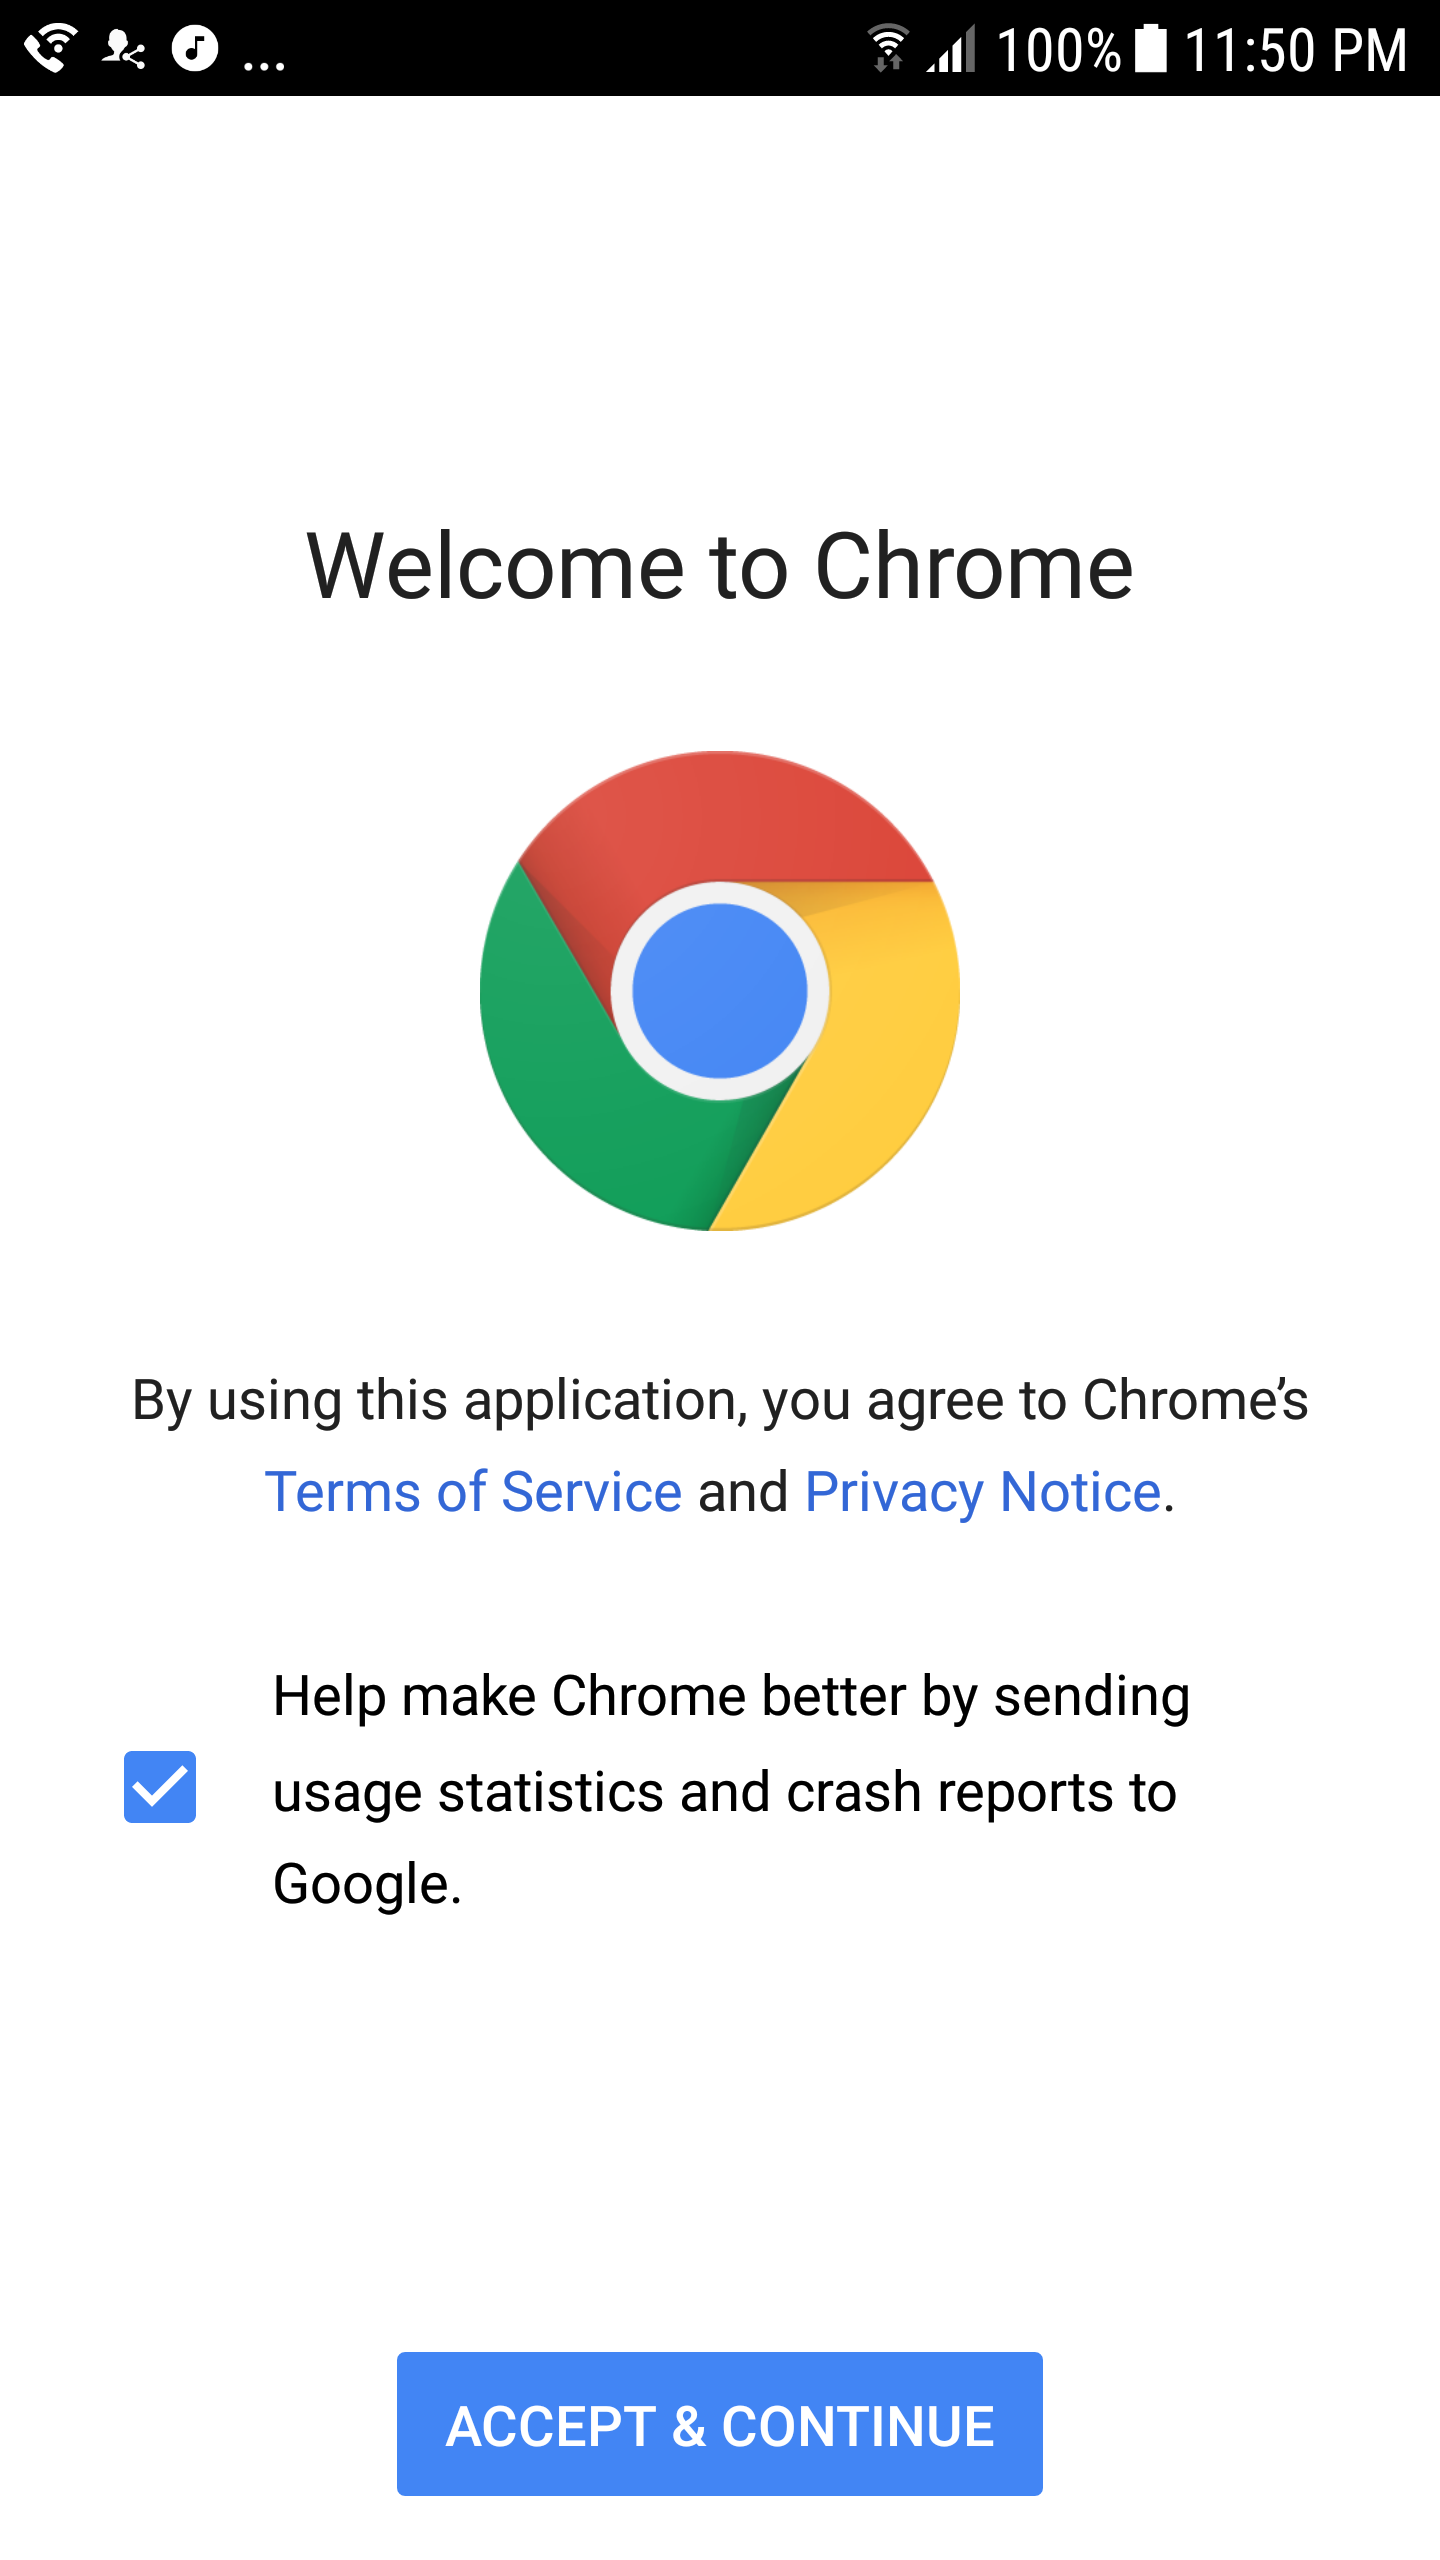 ... 100% 11:50 PM
Welcome to Chrome
By using this application, you agree to Chrome’s
Terms of Service and Privacy Notice.
Help make Chrome better by sending
usage statistics and crash reports to
Google.
ACCEPT & CONTINUE